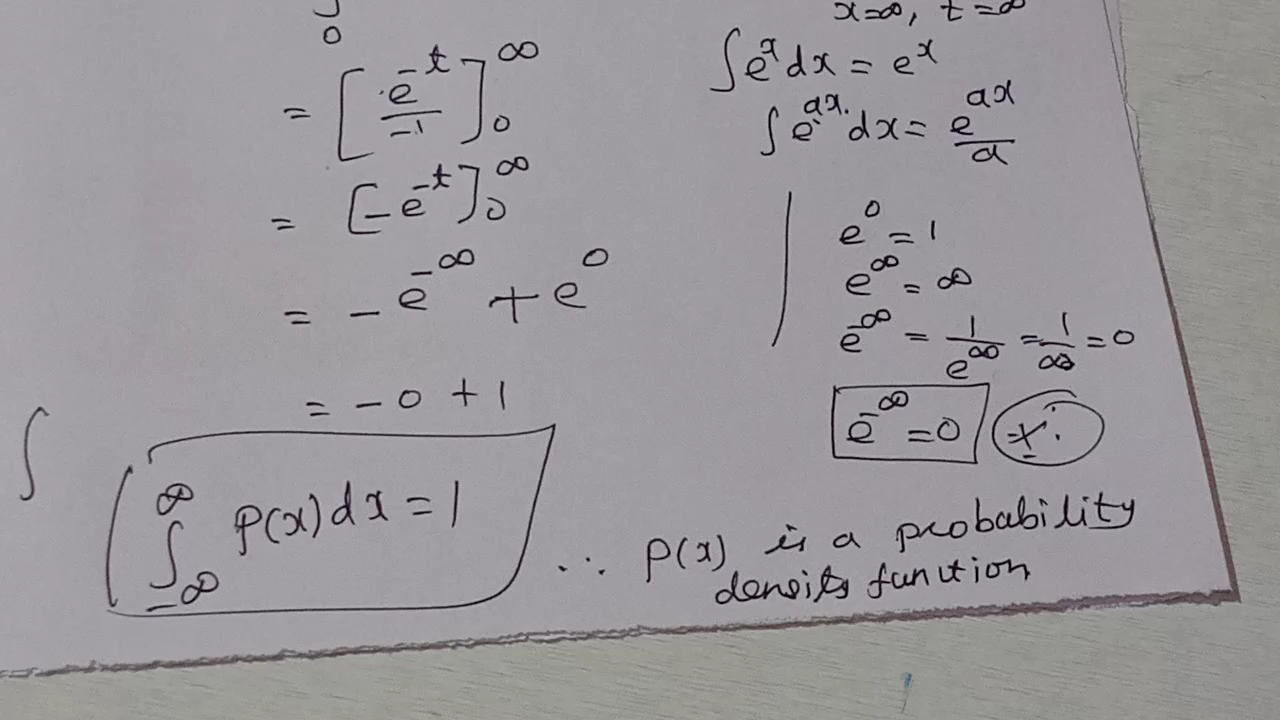 ∫
0
= [e^-t / -1]_0^∞
= [-e^-t]_0^∞
= -e^-∞ + e^0
= -0 + 1
∫
∫_-∞^∞ P(x)dx = 1
x=∞, t=∞
∫e^x dx = e^x
∫e^ax. dx = e^ax / a
e^0 = 1
e^∞ = ∞
e^-∞ = 1/e^∞ = 1/∞ = 0
e^-∞ = 0
∴ P(x) is a probability
density function